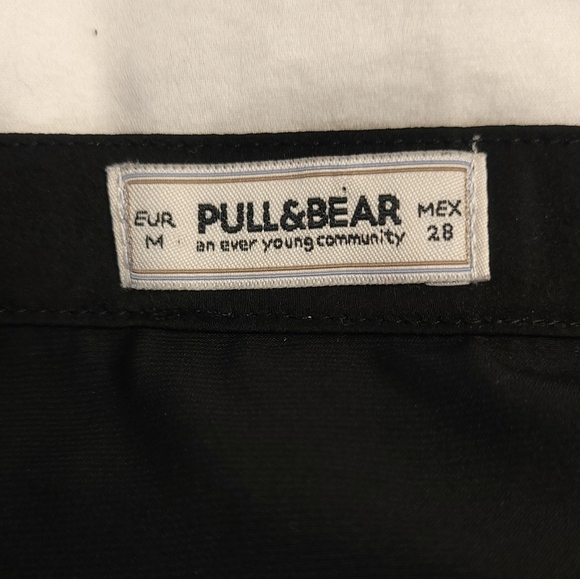 EUR M
PULL&BEAR
an ever young community
MEX 28